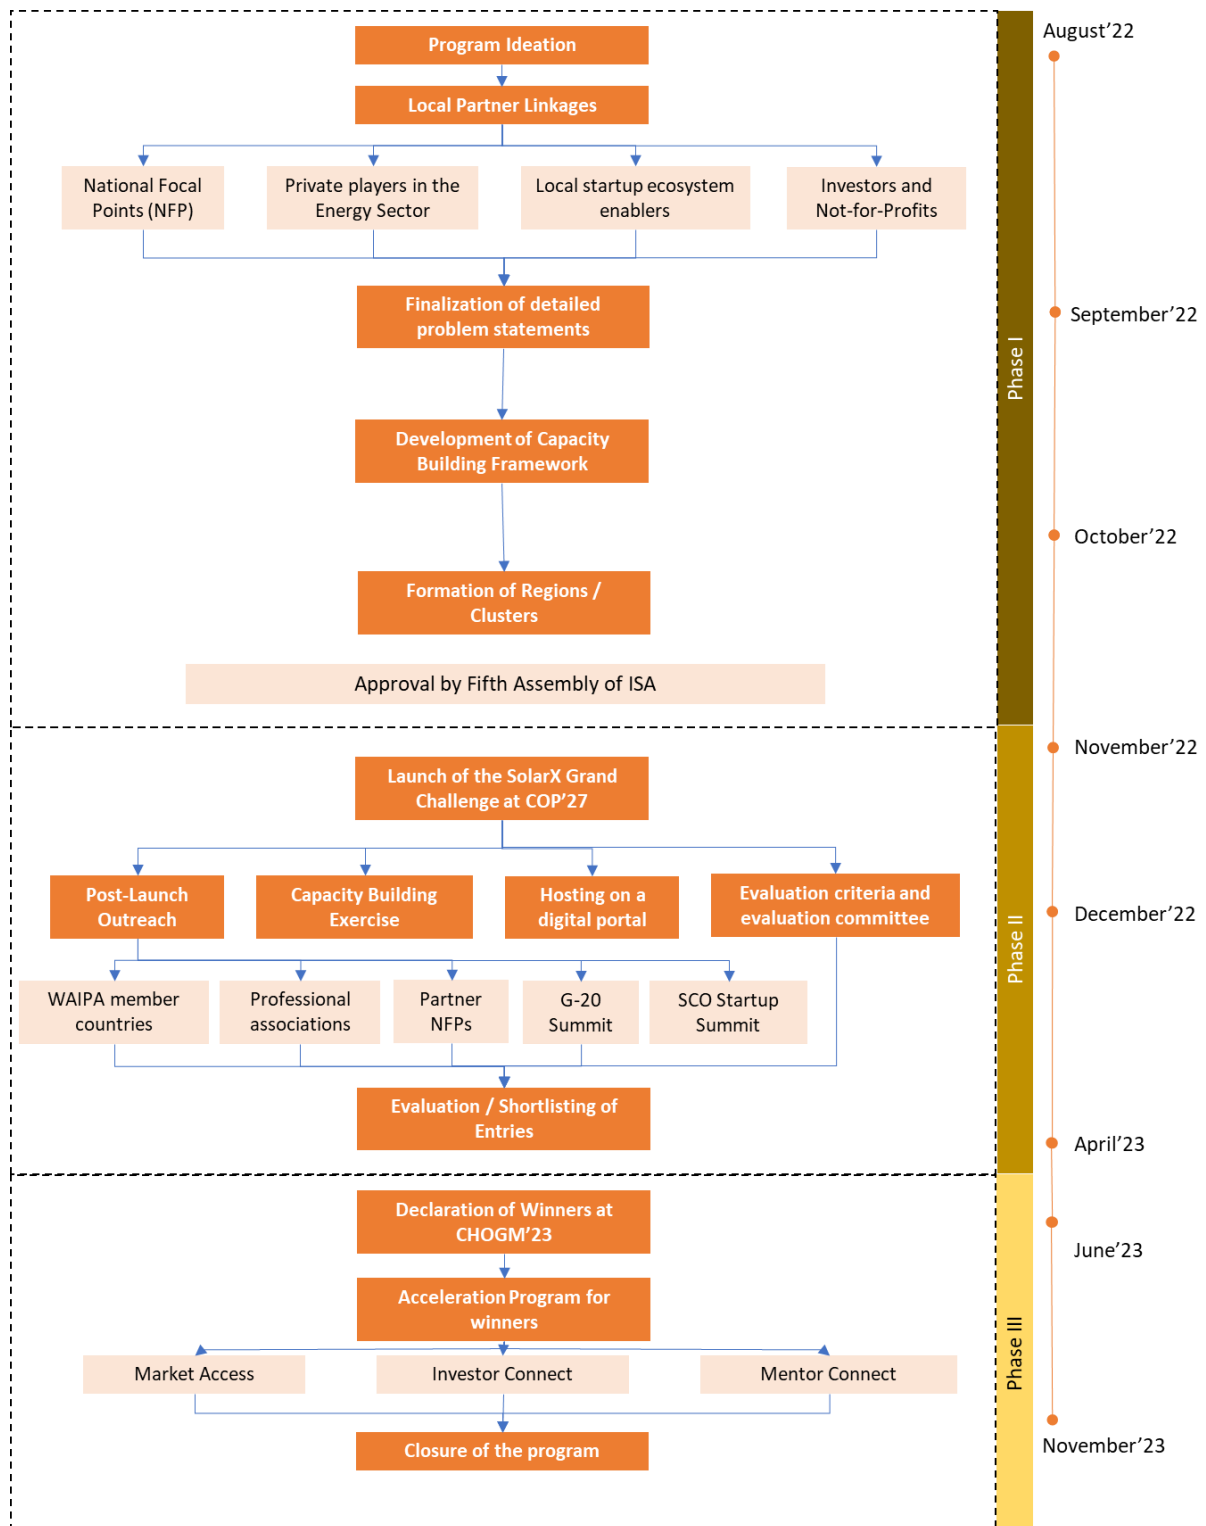 August’22
Program Ideation
Local Partner Linkages
National Focal
Points (NFP)
Private players in the
Energy Sector
Local startup ecosystem
enablers
Investors and
Not-for-Profits
Finalization of detailed
problem statements
September’22
Phase I
Development of Capacity
Building Framework
October’22
Formation of Regions /
Clusters
Approval by Fifth Assembly of ISA
November’22
Launch of the SolarX Grand
Challenge at COP’27
Post-Launch
Outreach
Capacity Building
Exercise
Hosting on a
digital portal
Evaluation criteria and
evaluation committee
December’22
Phase II
WAIPA member
countries
Professional
associations
Partner
NFPs
G-20
Summit
SCO Startup
Summit
Evaluation / Shortlisting of
Entries
April’23
Declaration of Winners at
CHOGM’23
June’23
Acceleration Program for
winners
Phase III
Market Access
Investor Connect
Mentor Connect
Closure of the program
November’23